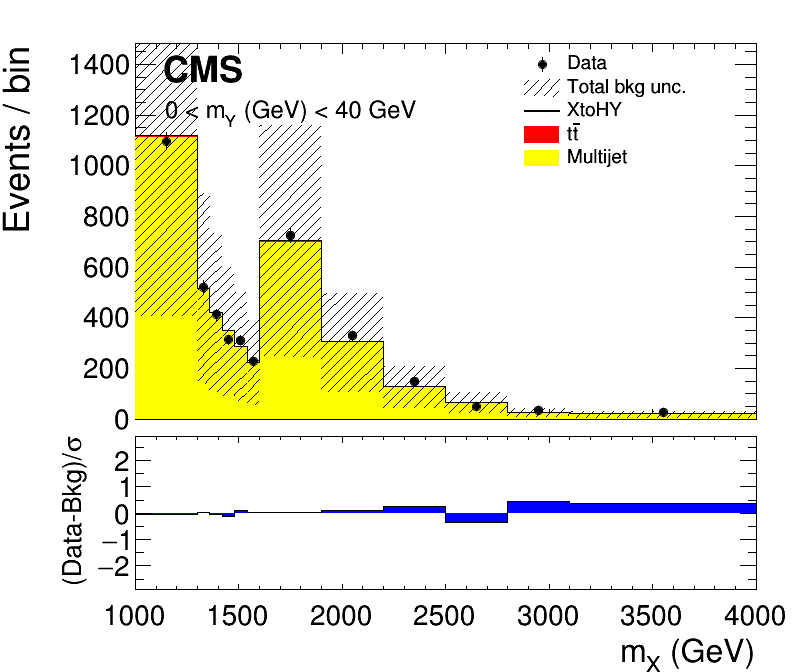 Events / bin
1400
1200
1000
800
600
400
200
0
CMS
0 < mY (GeV) < 40 GeV
Data
Total bkg unc.
XtoHY
tt̄
Multijet
(Data-Bkg)/σ
2
1
0
−1
−2
1000 1500 2000 2500 3000 3500 4000
mX (GeV)